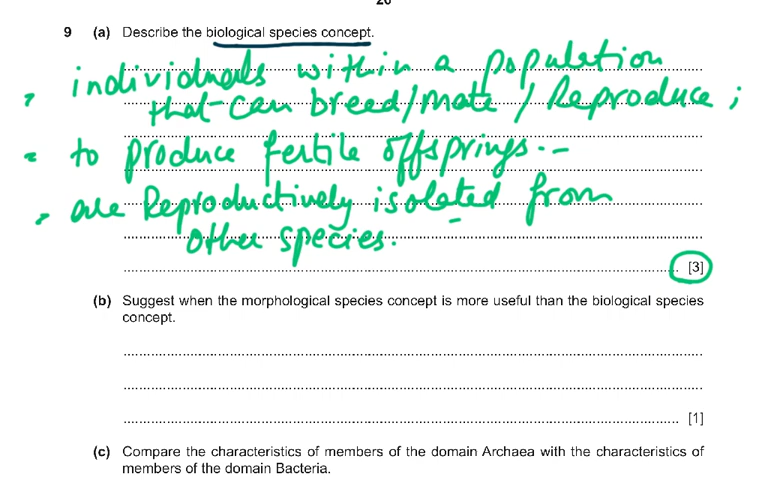 20
9 (a) Describe the biological species concept.
, individuals within a population
that can breed/mate / Reproduce ;
= to produce fertile offsprings. -
, are Reproductively isolated from
other species.
[3]
(b) Suggest when the morphological species concept is more useful than the biological species
concept.
[1]
(c) Compare the characteristics of members of the domain Archaea with the characteristics of
members of the domain Bacteria.